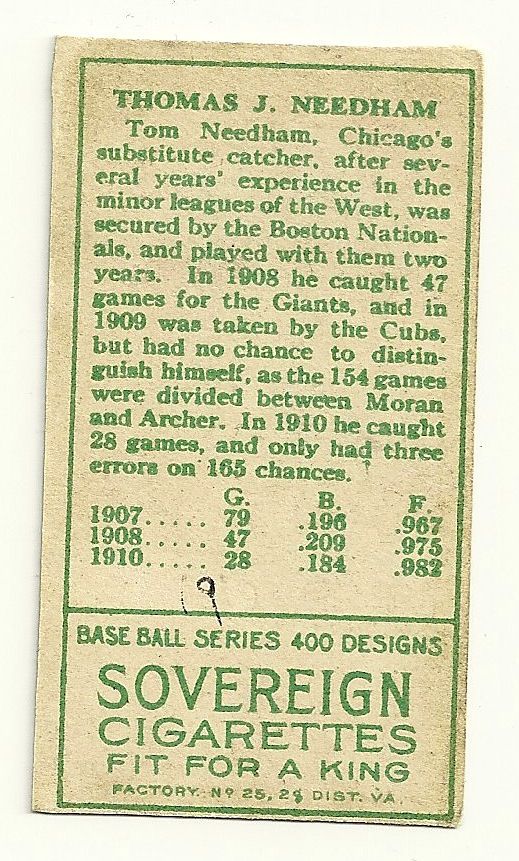 THOMAS J. NEEDHAM
Tom Needham, Chicago's
substitute catcher, after sev-
eral years' experience in the
minor leagues of the West, was
secured by the Boston Nation-
als, and played with them two
years. In 1908 he caught 47
games for the Giants, and in
1909 was taken by the Cubs,
but had no chance to distin-
guish himself, as the 154 games
were divided between Moran
and Archer. In 1910 he caught
28 games, and only had three
errors on 165 chances.
G. B. F.
1907..... 79 .196 .967
1908..... 47 .209 .975
1910..... 28 .184 .982
9
BASE BALL SERIES 400 DESIGNS
SOVEREIGN
CIGARETTES
FIT FOR A KING
FACTORY Nº 25, 2d DIST. VA.